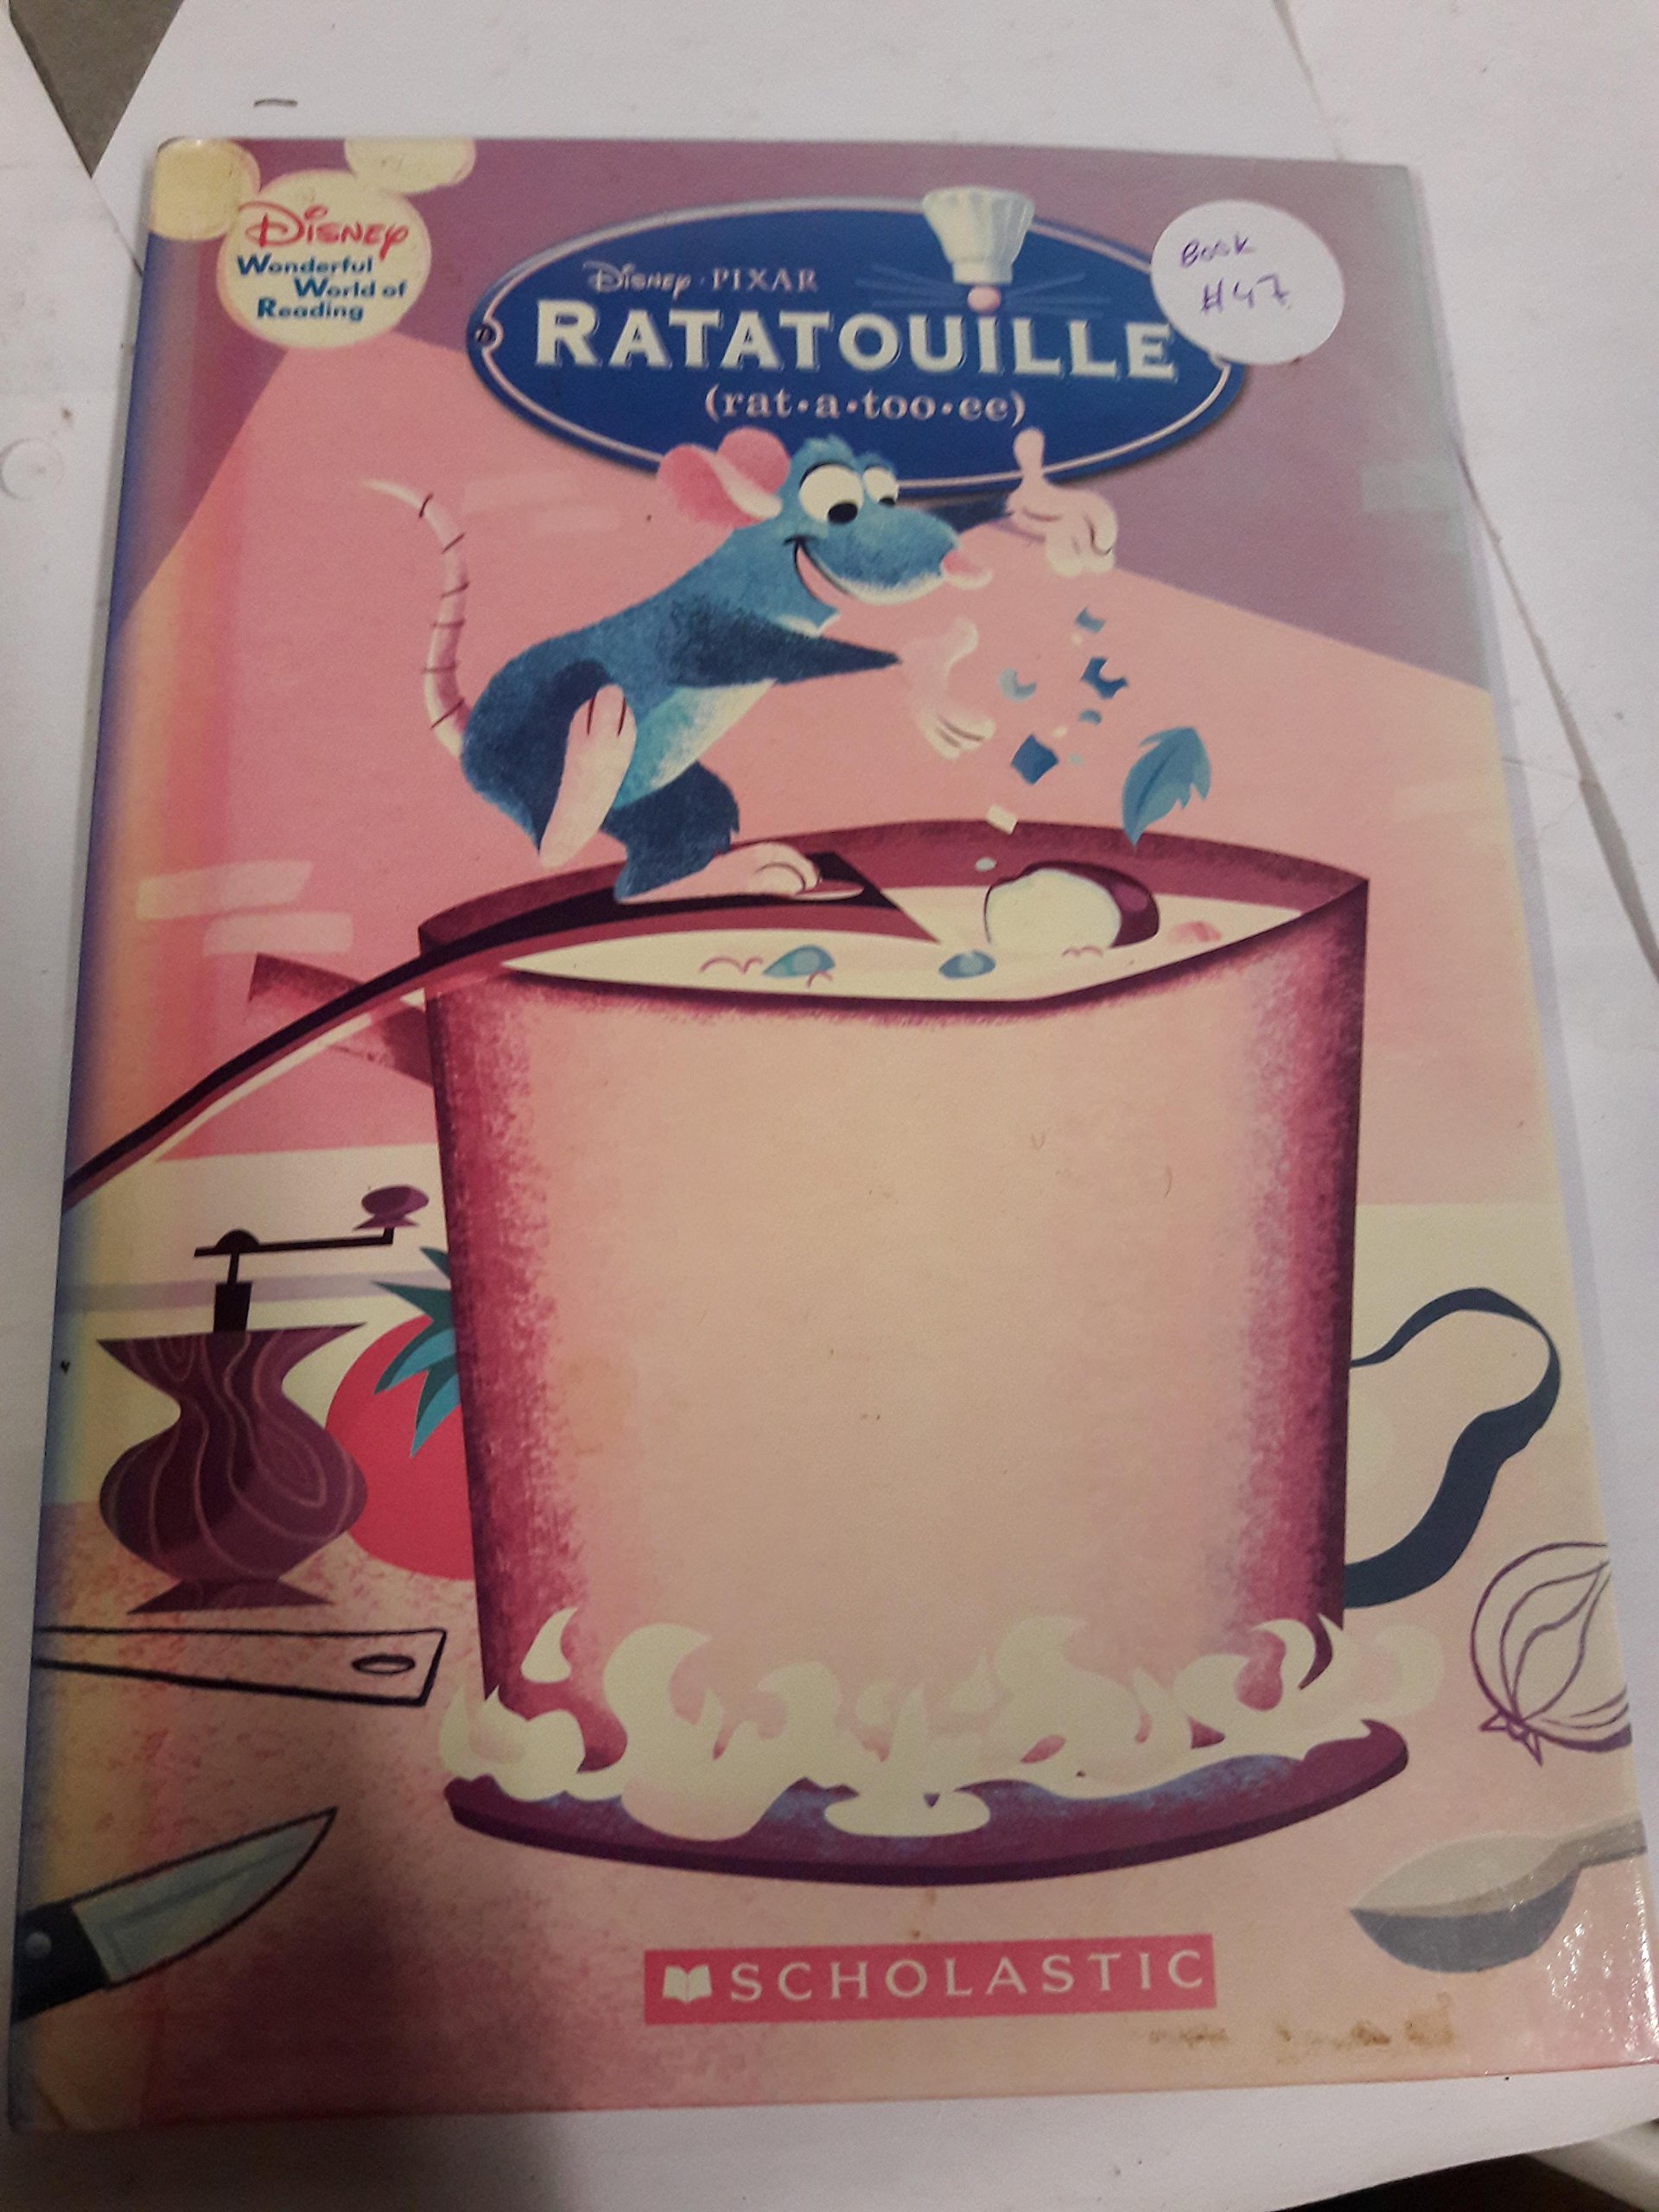 Disney
Wonderful
World of
Reading
Disney · PIXAR
RATATOUILLE
(rat•a•too•ee)
Book
#47
SCHOLASTIC